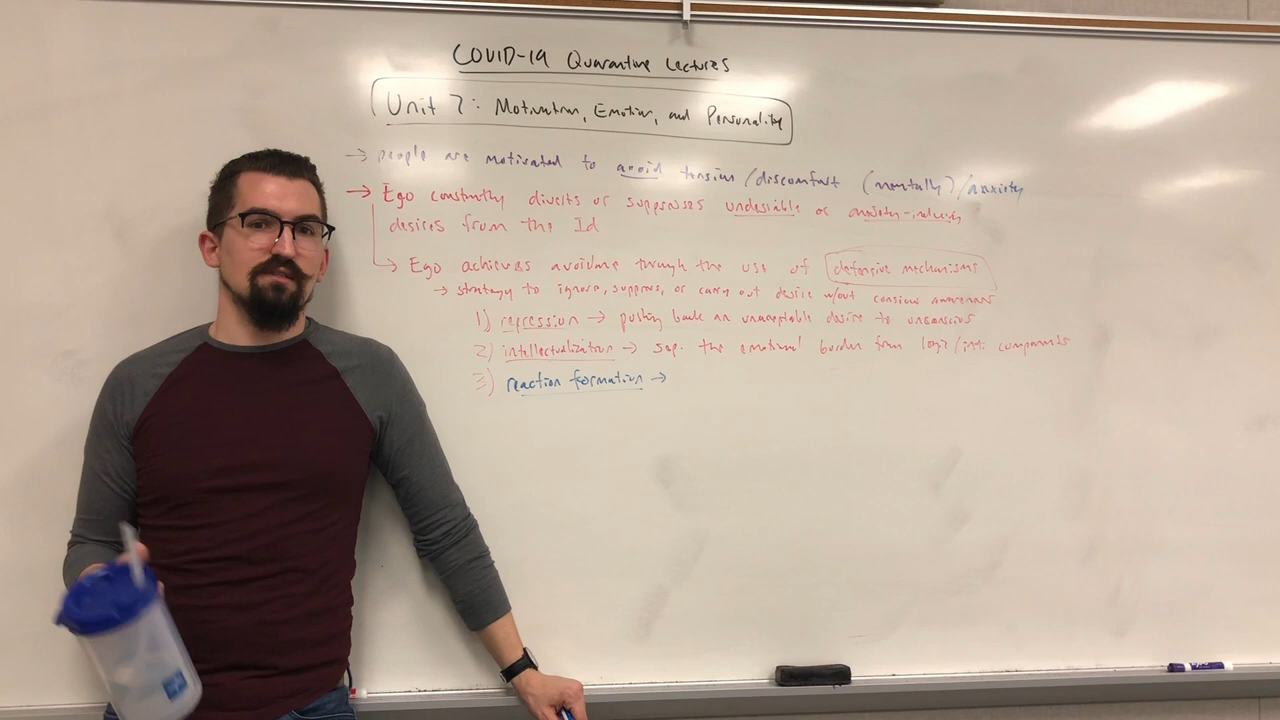 COVID-19 Quarantine Lectures
Unit 7: Motivation, Emotion, and Personality
→ people are motivated to avoid tension/discomfort (mentally)/anxiety
→ Ego constantly diverts or suppresses undesirable or anxiety-inducing
desires from the Id
→ Ego achieves avoidance through the use of defensive mechanisms
→ strategy to ignore, suppress, or carry out desire w/out conscious awareness
1) repression → pushing back an unacceptable desire to unconscious
2) intellectualization → sep. the emotional border from logic/int. components
3) reaction formation →